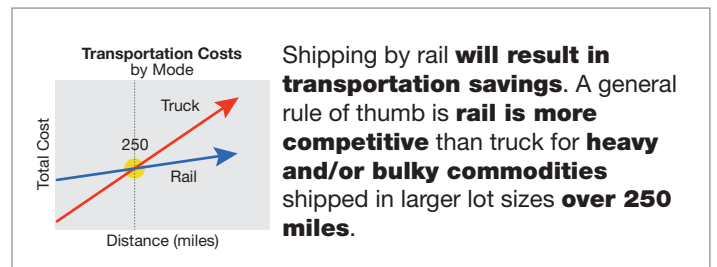 Transportation Costs
by Mode
Truck
250
Rail
Total Cost
Distance (miles)
Shipping by rail will result in
transportation savings. A general
rule of thumb is rail is more
competitive than truck for heavy
and/or bulky commodities
shipped in larger lot sizes over 250
miles.